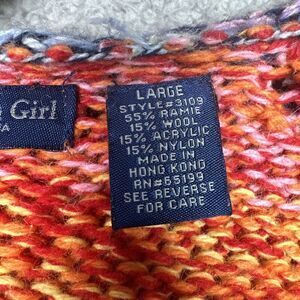 Girl
LARGE
STYLE#3109
55% RAMIE
15% WOOL
15% ACRYLIC
15% NYLON
MADE IN
HONG KONG
RN#65199
SEE REVERSE
FOR CARE